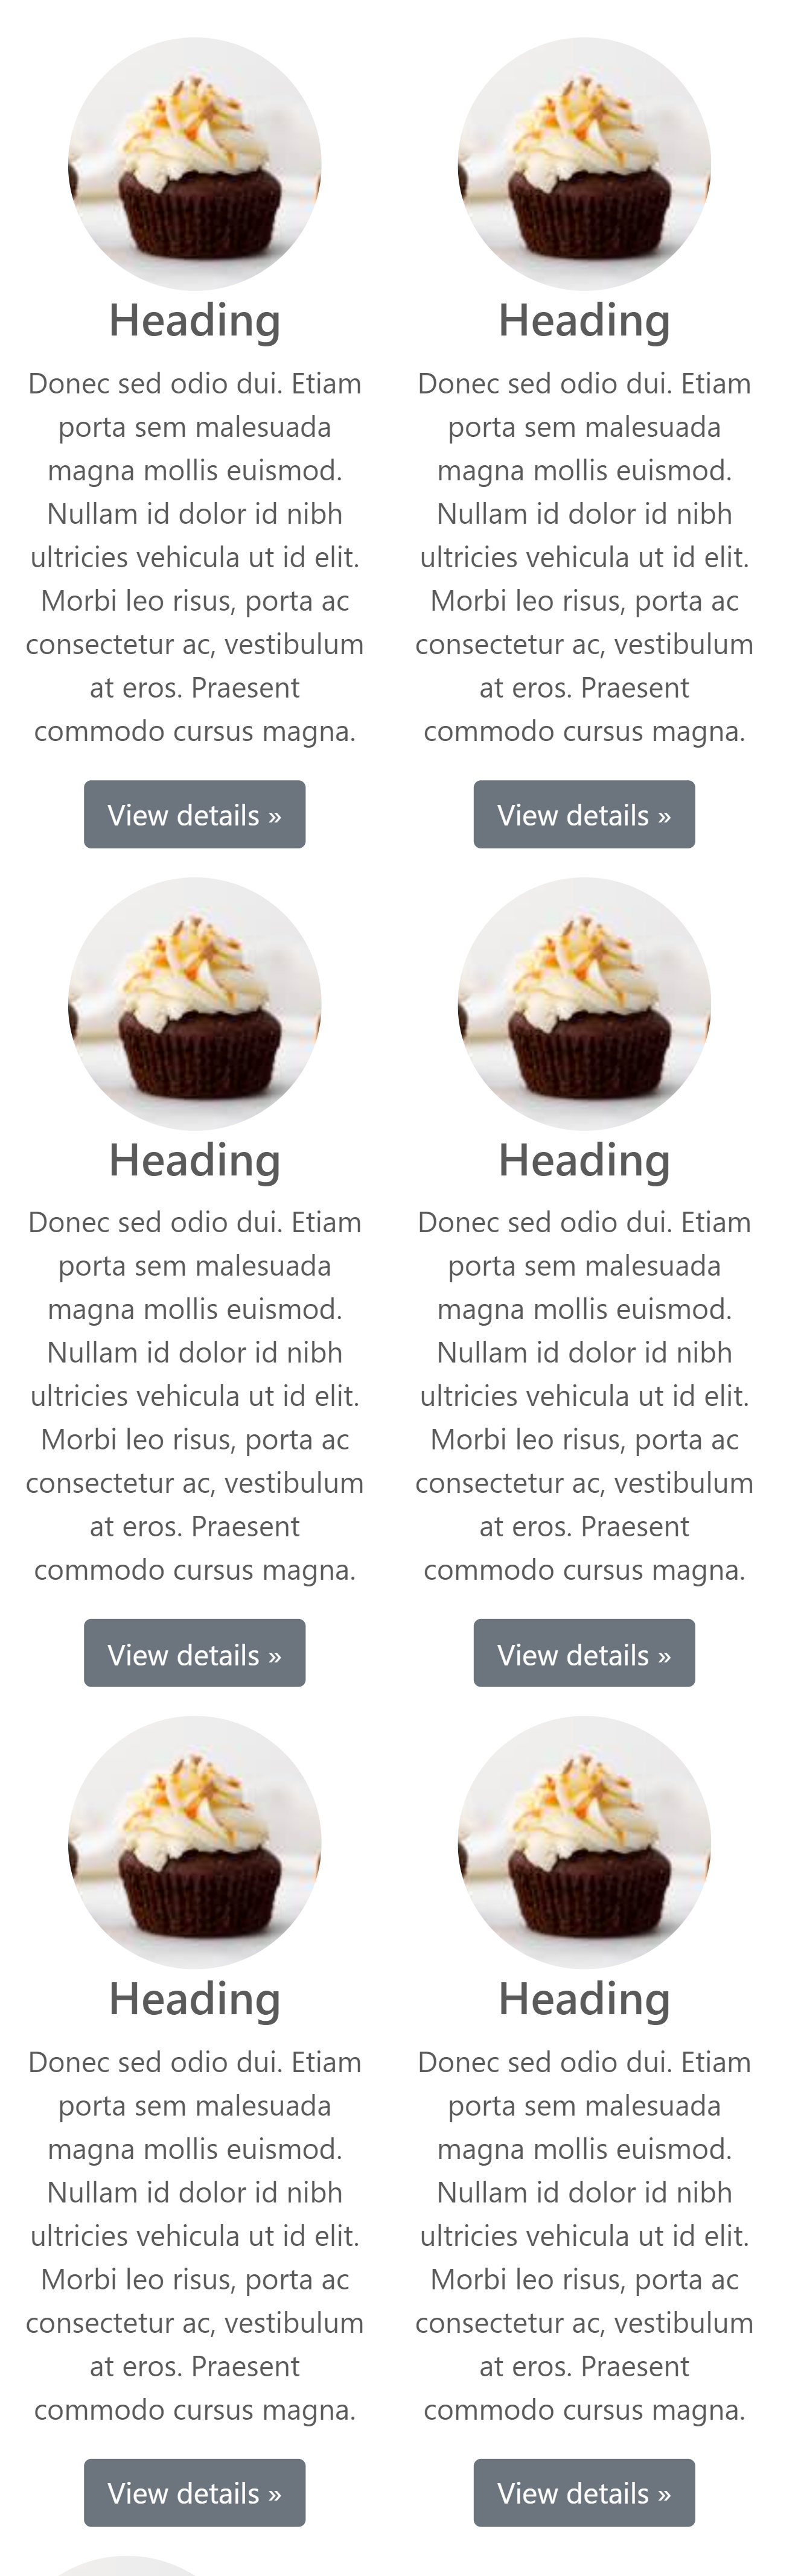 Heading
Donec sed odio dui. Etiam
porta sem malesuada
magna mollis euismod.
Nullam id dolor id nibh
ultricies vehicula ut id elit.
Morbi leo risus, porta ac
consectetur ac, vestibulum
at eros. Praesent
commodo cursus magna.
View details »
Heading
Donec sed odio dui. Etiam
porta sem malesuada
magna mollis euismod.
Nullam id dolor id nibh
ultricies vehicula ut id elit.
Morbi leo risus, porta ac
consectetur ac, vestibulum
at eros. Praesent
commodo cursus magna.
View details »
Heading
Donec sed odio dui. Etiam
porta sem malesuada
magna mollis euismod.
Nullam id dolor id nibh
ultricies vehicula ut id elit.
Morbi leo risus, porta ac
consectetur ac, vestibulum
at eros. Praesent
commodo cursus magna.
View details »
Heading
Donec sed odio dui. Etiam
porta sem malesuada
magna mollis euismod.
Nullam id dolor id nibh
ultricies vehicula ut id elit.
Morbi leo risus, porta ac
consectetur ac, vestibulum
at eros. Praesent
commodo cursus magna.
View details »
Heading
Donec sed odio dui. Etiam
porta sem malesuada
magna mollis euismod.
Nullam id dolor id nibh
ultricies vehicula ut id elit.
Morbi leo risus, porta ac
consectetur ac, vestibulum
at eros. Praesent
commodo cursus magna.
View details »
Heading
Donec sed odio dui. Etiam
porta sem malesuada
magna mollis euismod.
Nullam id dolor id nibh
ultricies vehicula ut id elit.
Morbi leo risus, porta ac
consectetur ac, vestibulum
at eros. Praesent
commodo cursus magna.
View details »